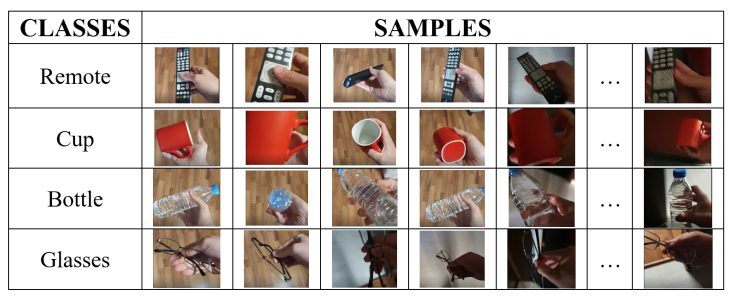 CLASSES SAMPLES
Remote …
Cup …
Bottle …
Glasses …